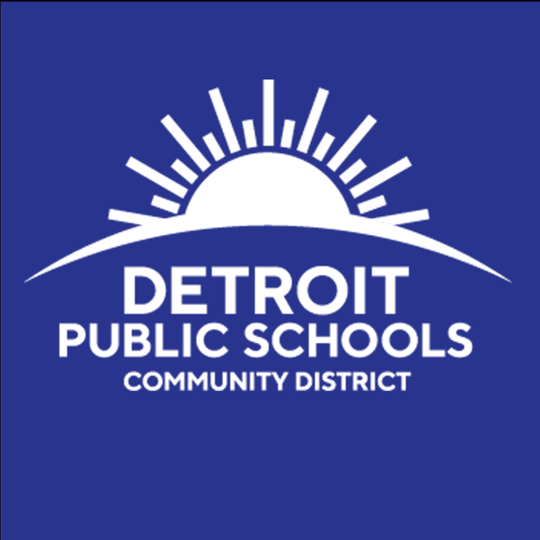 DETROIT
PUBLIC SCHOOLS
COMMUNITY DISTRICT